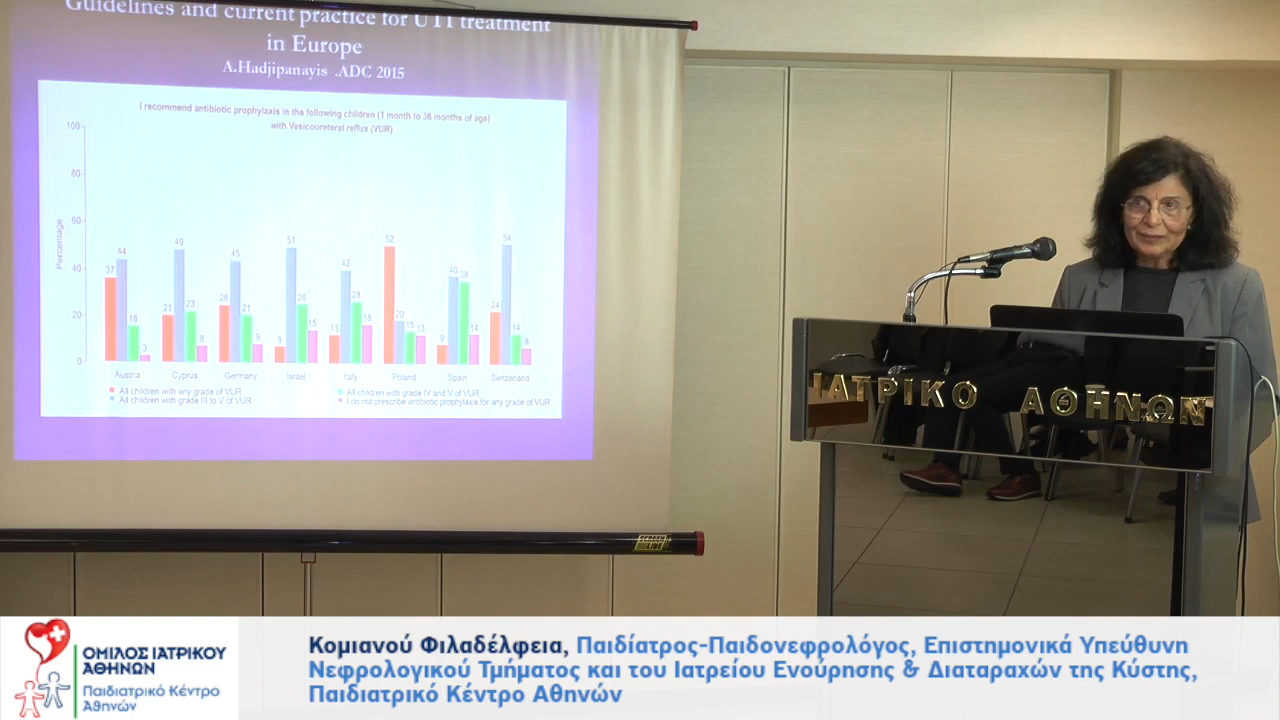 Guidelines and current practice for UTI treatment
in Europe
A.Hadjipanayis .ADC 2015
I recommend antibiotic prophylaxis in the following children (1 month to 36 months of age)
with Vesicoureteral reflux (VUR)
Percentage
100
80
60
40
20
0
37 44 16 3
21 49 23 8
26 45 21 9
8 51 26 15
13 42 28 18
52 20 15 13
9 40 38 14
24 54 14 8
Austria Cyprus Germany Israel Italy Poland Spain Switzerland
All children with any grade of VUR
All children with grade III to V of VUR
All children with grade IV and V of VUR
I do not prescribe antibiotic prophylaxis for any grade of VUR
SCREEN
LINE
ΙΑΤΡΙΚΟ ΑΘΗΝΩΝ
ΟΜΙΛΟΣ ΙΑΤΡΙΚΟΥ
ΑΘΗΝΩΝ
Παιδιατρικό Κέντρο
Αθηνών
Κομιανού Φιλαδέλφεια, Παιδίατρος-Παιδονεφρολόγος, Επιστημονικά Υπεύθυνη
Νεφρολογικού Τμήματος και του Ιατρείου Ενούρησης & Διαταραχών της Κύστης,
Παιδιατρικό Κέντρο Αθηνών